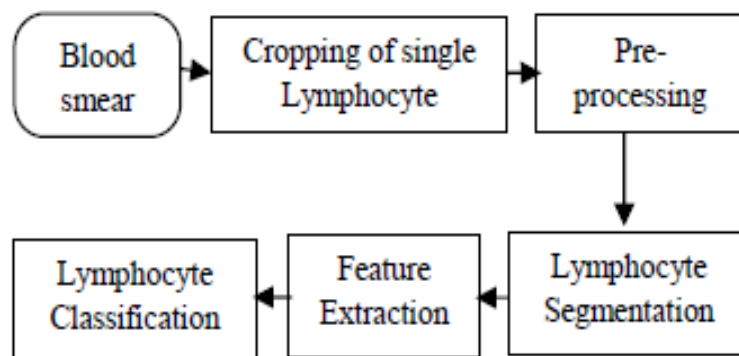 Blood
smear
Cropping of single
Lymphocyte
Pre-
processing
Lymphocyte
Segmentation
Feature
Extraction
Lymphocyte
Classification